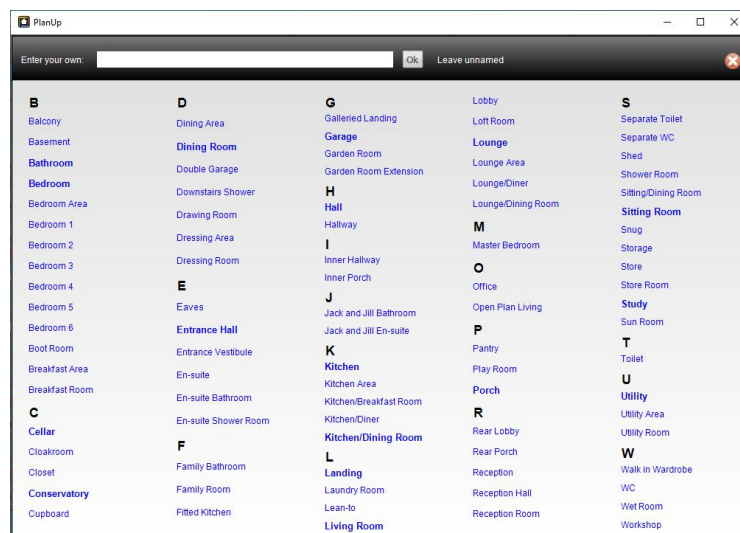 PlanUp
Enter your own:
Ok
Leave unnamed
B
Balcony
Basement
Bathroom
Bedroom
Bedroom Area
Bedroom 1
Bedroom 2
Bedroom 3
Bedroom 4
Bedroom 5
Bedroom 6
Boot Room
Breakfast Area
Breakfast Room
C
Cellar
Cloakroom
Closet
Conservatory
Cupboard
D
Dining Area
Dining Room
Double Garage
Downstairs Shower
Drawing Room
Dressing Area
Dressing Room
E
Eaves
Entrance Hall
Entrance Vestibule
En-suite
En-suite Bathroom
En-suite Shower Room
F
Family Bathroom
Family Room
Fitted Kitchen
G
Galleried Landing
Garage
Garden Room
Garden Room Extension
H
Hall
Hallway
I
Inner Hallway
Inner Porch
J
Jack and Jill Bathroom
Jack and Jill En-suite
K
Kitchen
Kitchen Area
Kitchen/Breakfast Room
Kitchen/Diner
Kitchen/Dining Room
L
Landing
Laundry Room
Lean-to
Living Room
Lobby
Loft Room
Lounge
Lounge Area
Lounge/Diner
Lounge/Dining Room
M
Master Bedroom
O
Office
Open Plan Living
P
Pantry
Play Room
Porch
R
Rear Lobby
Rear Porch
Reception
Reception Hall
Reception Room
S
Separate Toilet
Separate WC
Shed
Shower Room
Sitting/Dining Room
Sitting Room
Snug
Storage
Store
Store Room
Study
Sun Room
T
Toilet
U
Utility
Utility Area
Utility Room
W
Walk in Wardrobe
WC
Wet Room
Workshop